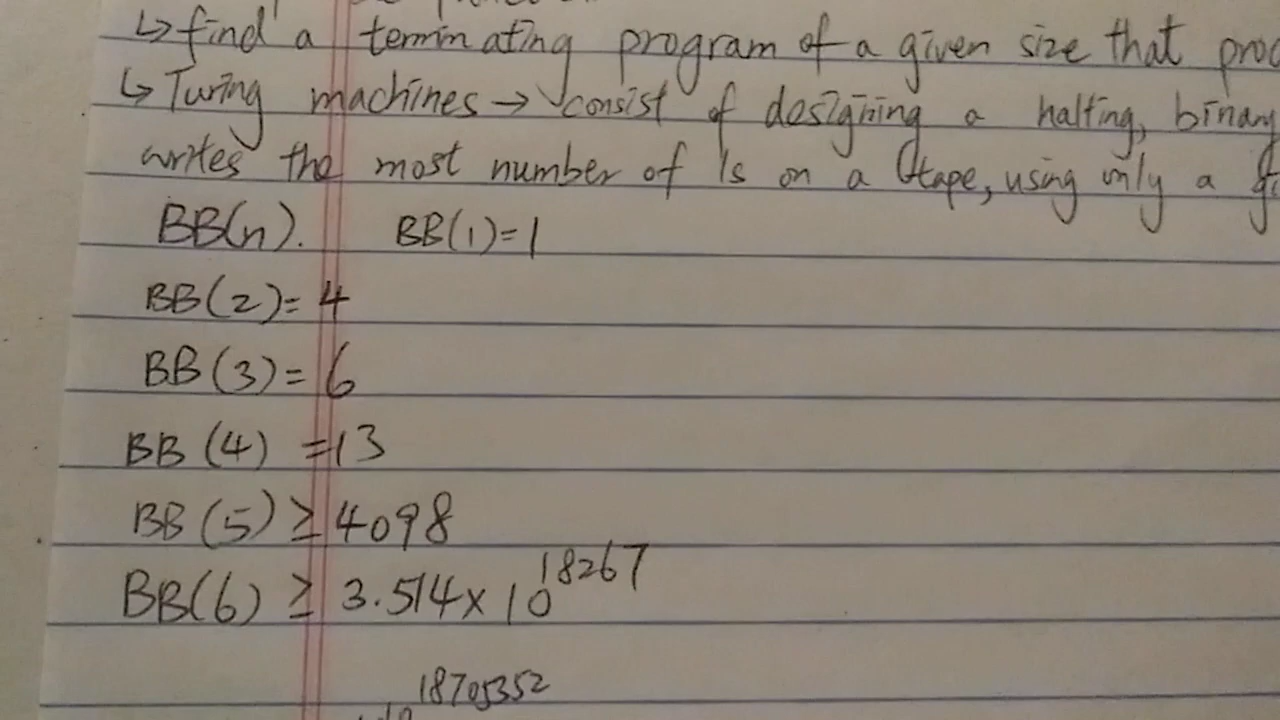 ↳ find a terminating program of a given size that
↳ Turing machines → consist of designing a halting, binary
writes the most number of 1s on a tape, using only a
BB(n). BB(1)=1
BB(2)=4
BB(3)=6
BB(4)=13
BB(5) ≥ 4098
BB(6) ≥ 3.514×10^18267
18705352